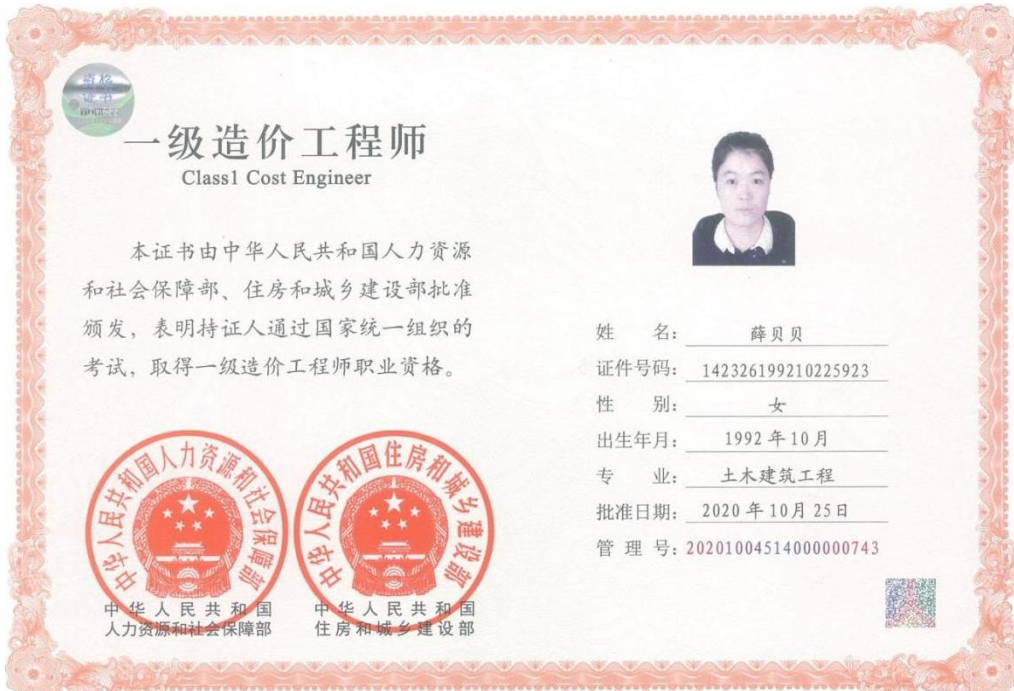 资格
证书
一级造价工程师
Class1 Cost Engineer
本证书由中华人民共和国人力资源
和社会保障部、住房和城乡建设部批准
颁发，表明持证人通过国家统一组织的
考试，取得一级造价工程师职业资格。
中华人民共和国人力资源和社会保障部
中华人民共和国
人力资源和社会保障部
中华人民共和国住房和城乡建设部
中华人民共和国
住房和城乡建设部
姓 名：薛贝贝
证件号码：142326199210225923
性 别：女
出生年月：1992年10月
专 业：土木建筑工程
批准日期：2020年10月25日
管 理 号：20201004514000000743